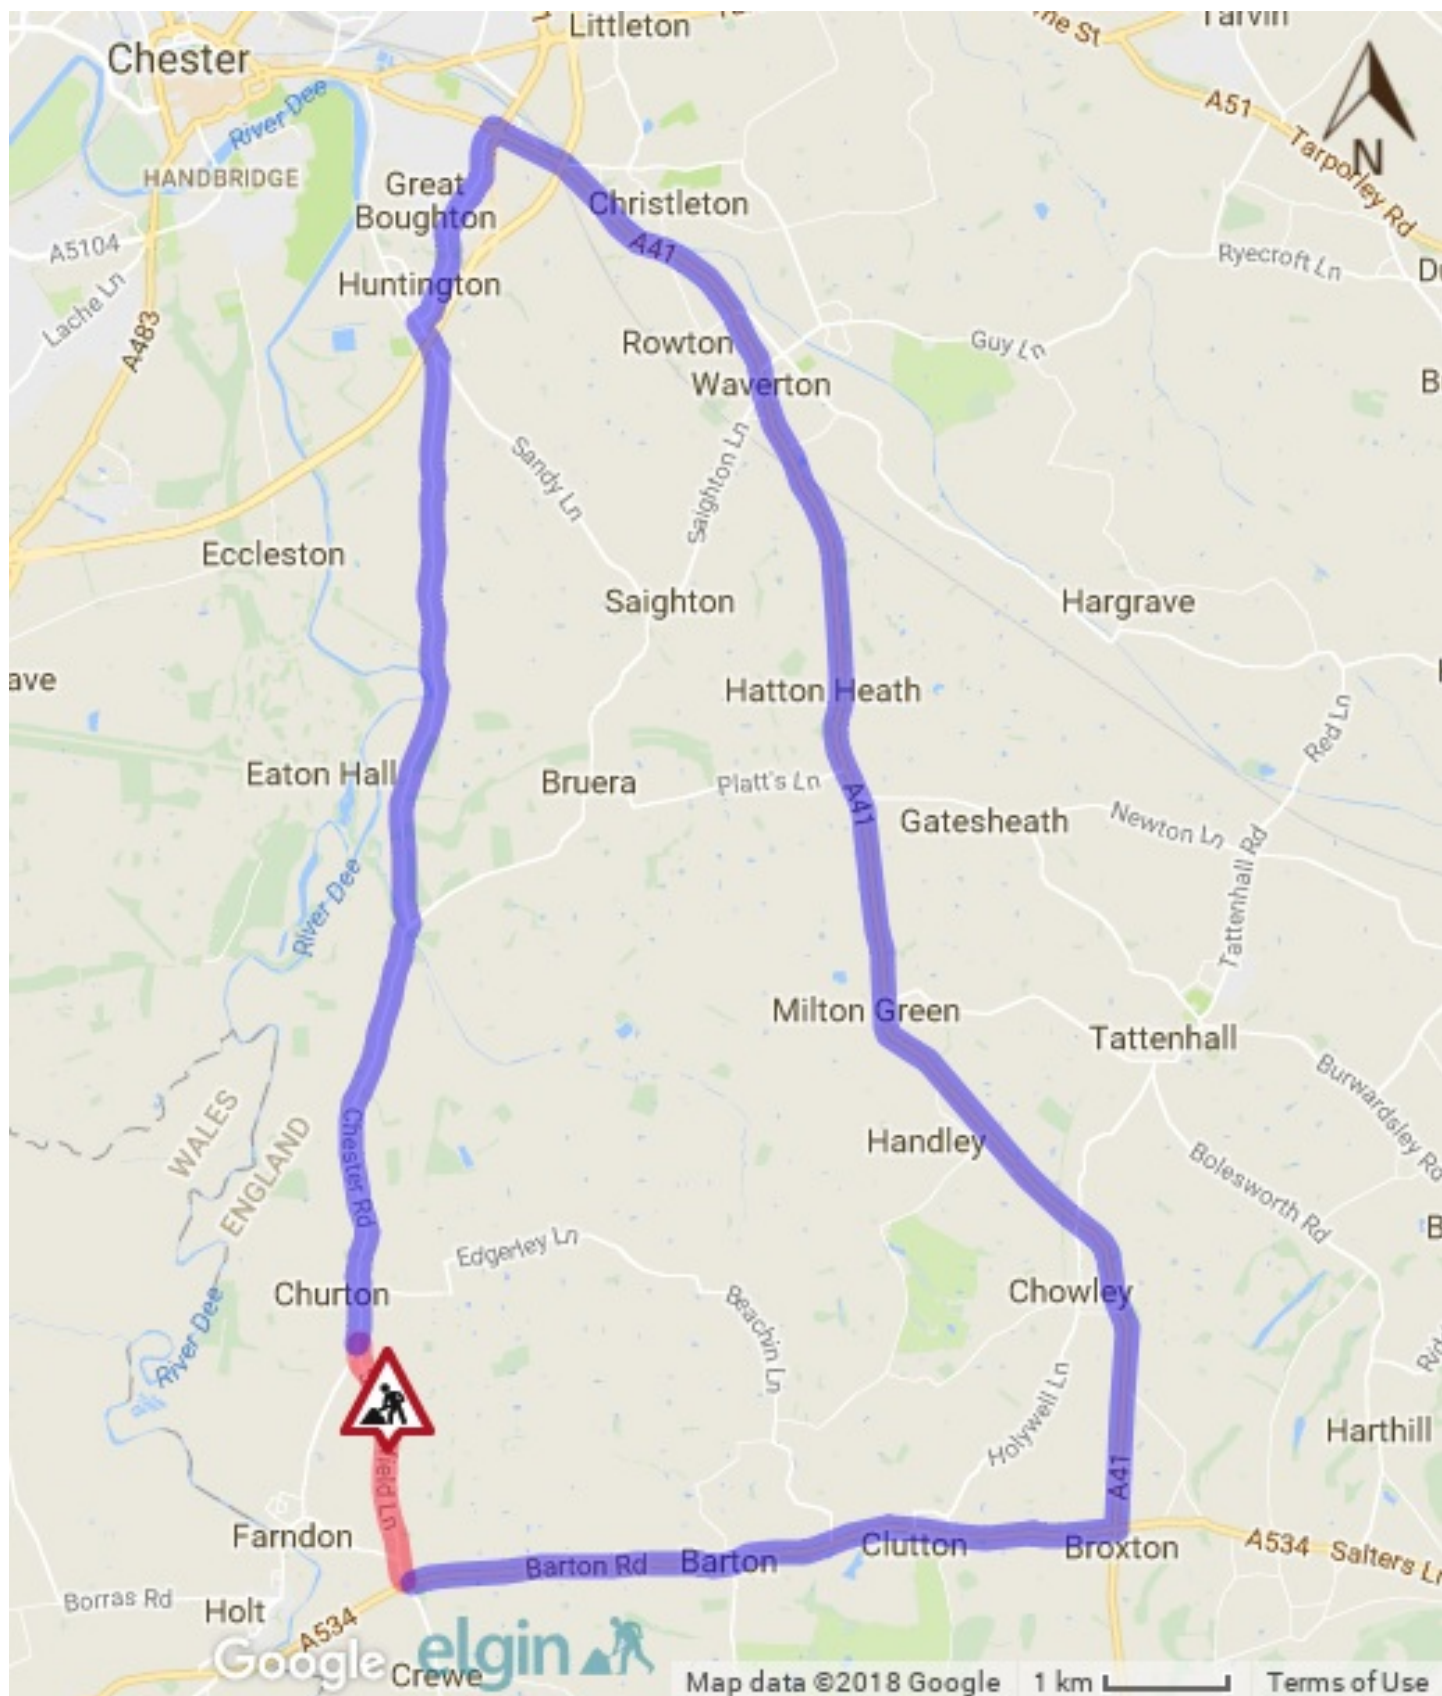 Littleton
Tarvin
Chester
River Dee
A51
Tarporley Rd
N
HANDBRIDGE
Great
Boughton
Christleton
A5104
A41
Ryecroft Ln
Huntington
Lache Ln
A483
Rowton
Guy Ln
Waverton
Sandy Ln
Saighton Ln
Eccleston
Saighton
Hargrave
ave
Hatton Heath
Red Ln
Eaton Hall
Bruera
Platt's Ln
A41
Gatesheath
Newton Ln
Tattenhall Rd
River Dee
Milton Green
Tattenhall
WALES
ENGLAND
Chester Rd
Handley
Burwardsley Ro
Bolesworth Rd
Edgerley Ln
Churton
Beachin Ln
Chowley
River Dee
Rid
Holywell Ln
Harthill
ield Ln
A41
Farndon
Barton Rd
Barton
Clutton
Broxton
A534
Salters Ln
Borras Rd
Holt
A534
Google
elgin
Crewe
Map data ©2018 Google
1 km
Terms of Use